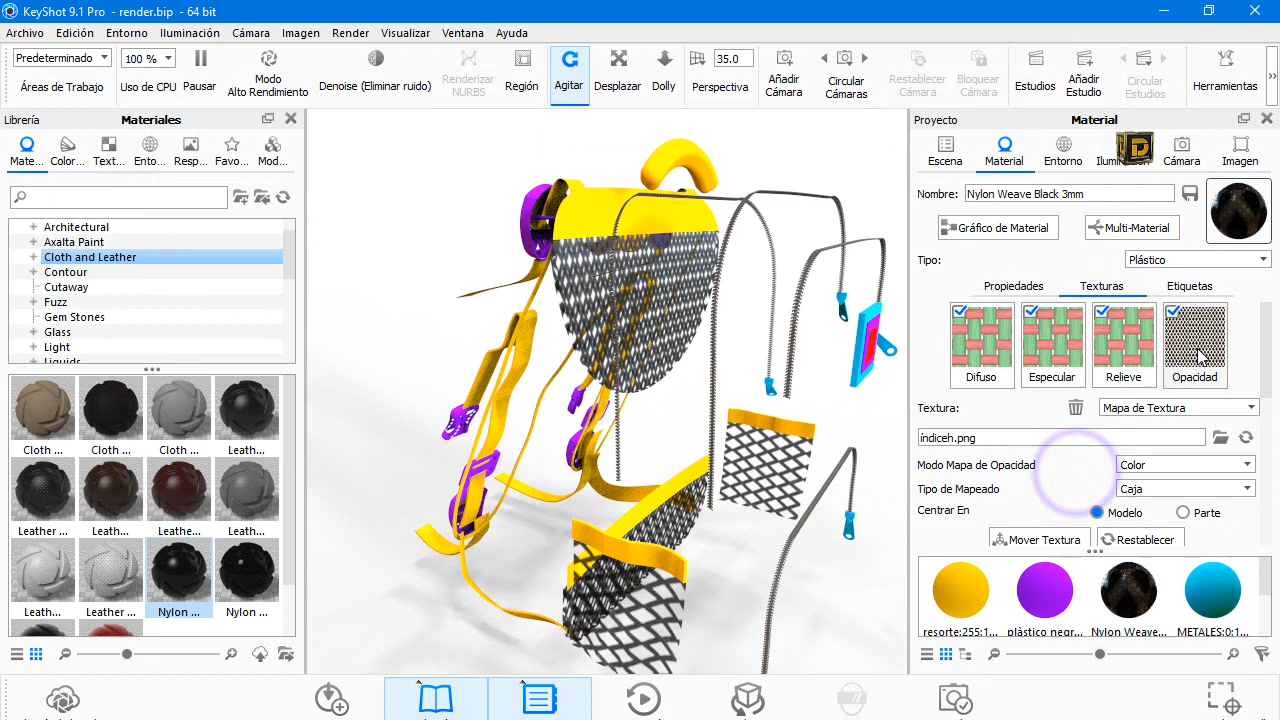 KeyShot 9.1 Pro - render.bip - 64 bit
Archivo Edición Entorno Iluminación Cámara Imagen Render Visualizar Ventana Ayuda
Predeterminado 100 % 35.0
Áreas de Trabajo Uso de CPU Pausar Modo Alto Rendimiento Denoise (Eliminar ruido) Renderizar NURBS Región Agitar Desplazar Dolly Perspectiva Añadir Cámara Circular Cámaras Restablecer Cámara Bloquear Cámara Estudios Añadir Estudio Circular Estudios Herramientas
Librería Materiales
Proyecto Material
Mate... Color... Text... Ento... Resp... Favo... Mod...
Escena Material Entorno Cámara Imagen
Nombre: Nylon Weave Black 3mm
Gráfico de Material Multi-Material
Tipo: Plástico
Architectural
Axalta Paint
Cloth and Leather
Contour
Cutaway
Fuzz
Gem Stones
Glass
Light
Liquids
Propiedades Texturas Etiquetas
Difuso Especular Relieve Opacidad
Textura: Mapa de Textura
índiceh.png
Modo Mapa de Opacidad Color
Tipo de Mapeado Caja
Centrar En Modelo Parte
Mover Textura Restablecer
Cloth ... Cloth ... Cloth ... Leath...
Leather ... Leath... Leathe... Leath...
Leath... Leather ... Nylon ... Nylon ...
resorte:255:1... plàstico negr... Nylon Weave... METALES:0:1...